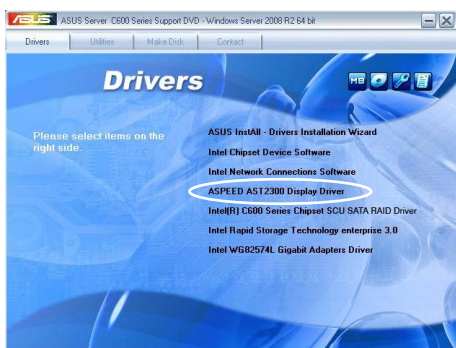 ASUS ASUS Server C600 Series Support DVD - Windows Server 2008 R2 64 bit
Drivers Utilities Make Disk Contact
Drivers
MB
Please select items on the
right side.
ASUS InstAll - Drivers Installation Wizard
Intel Chipset Device Software
Intel Network Connections Software
ASPEED AST2300 Display Driver
Intel(R) C600 Series Chipset SCU SATA RAID Driver
Intel Rapid Storage Technology enterprise 3.0
Intel WG82574L Gigabit Adapters Driver